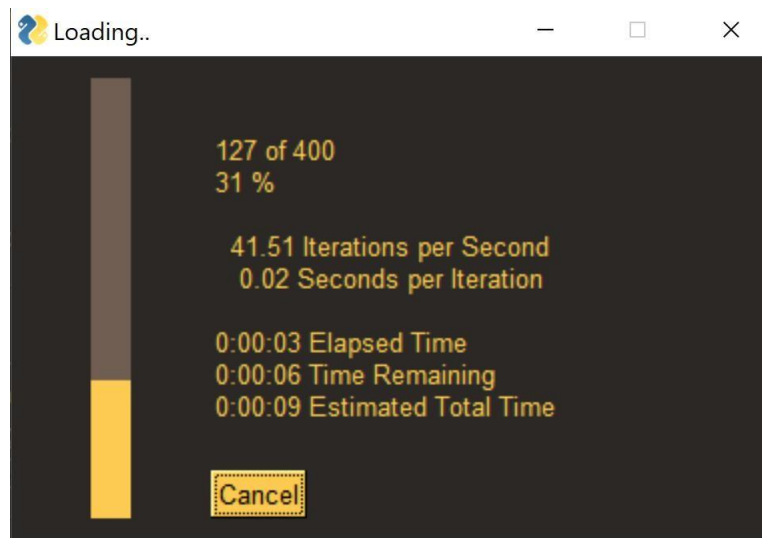 Loading..
127 of 400
31 %
41.51 Iterations per Second
0.02 Seconds per Iteration
0:00:03 Elapsed Time
0:00:06 Time Remaining
0:00:09 Estimated Total Time
Cancel